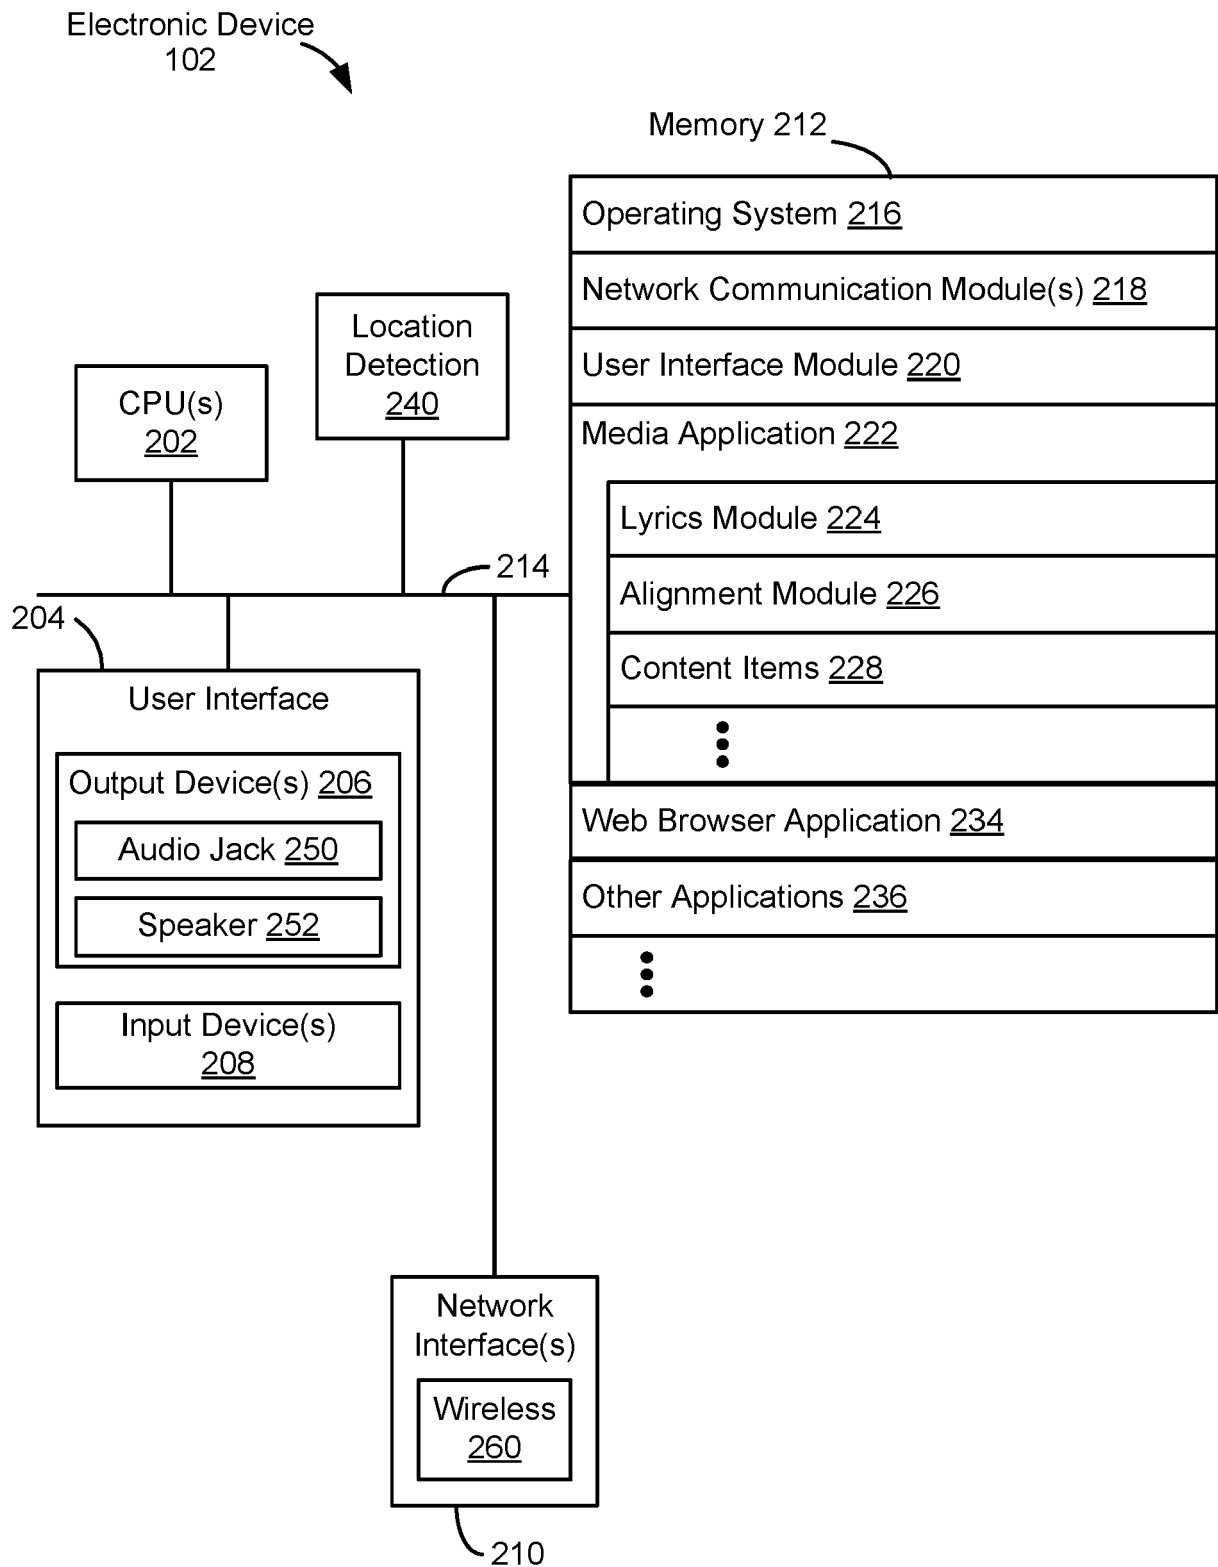 Electronic Device
102
Memory 212
Operating System 216
Network Communication Module(s) 218
User Interface Module 220
Media Application 222
Lyrics Module 224
Alignment Module 226
Content Items 228
Web Browser Application 234
Other Applications 236
Location
Detection
240
CPU(s)
202
214
204
User Interface
Output Device(s) 206
Audio Jack 250
Speaker 252
Input Device(s)
208
Network
Interface(s)
Wireless
260
210